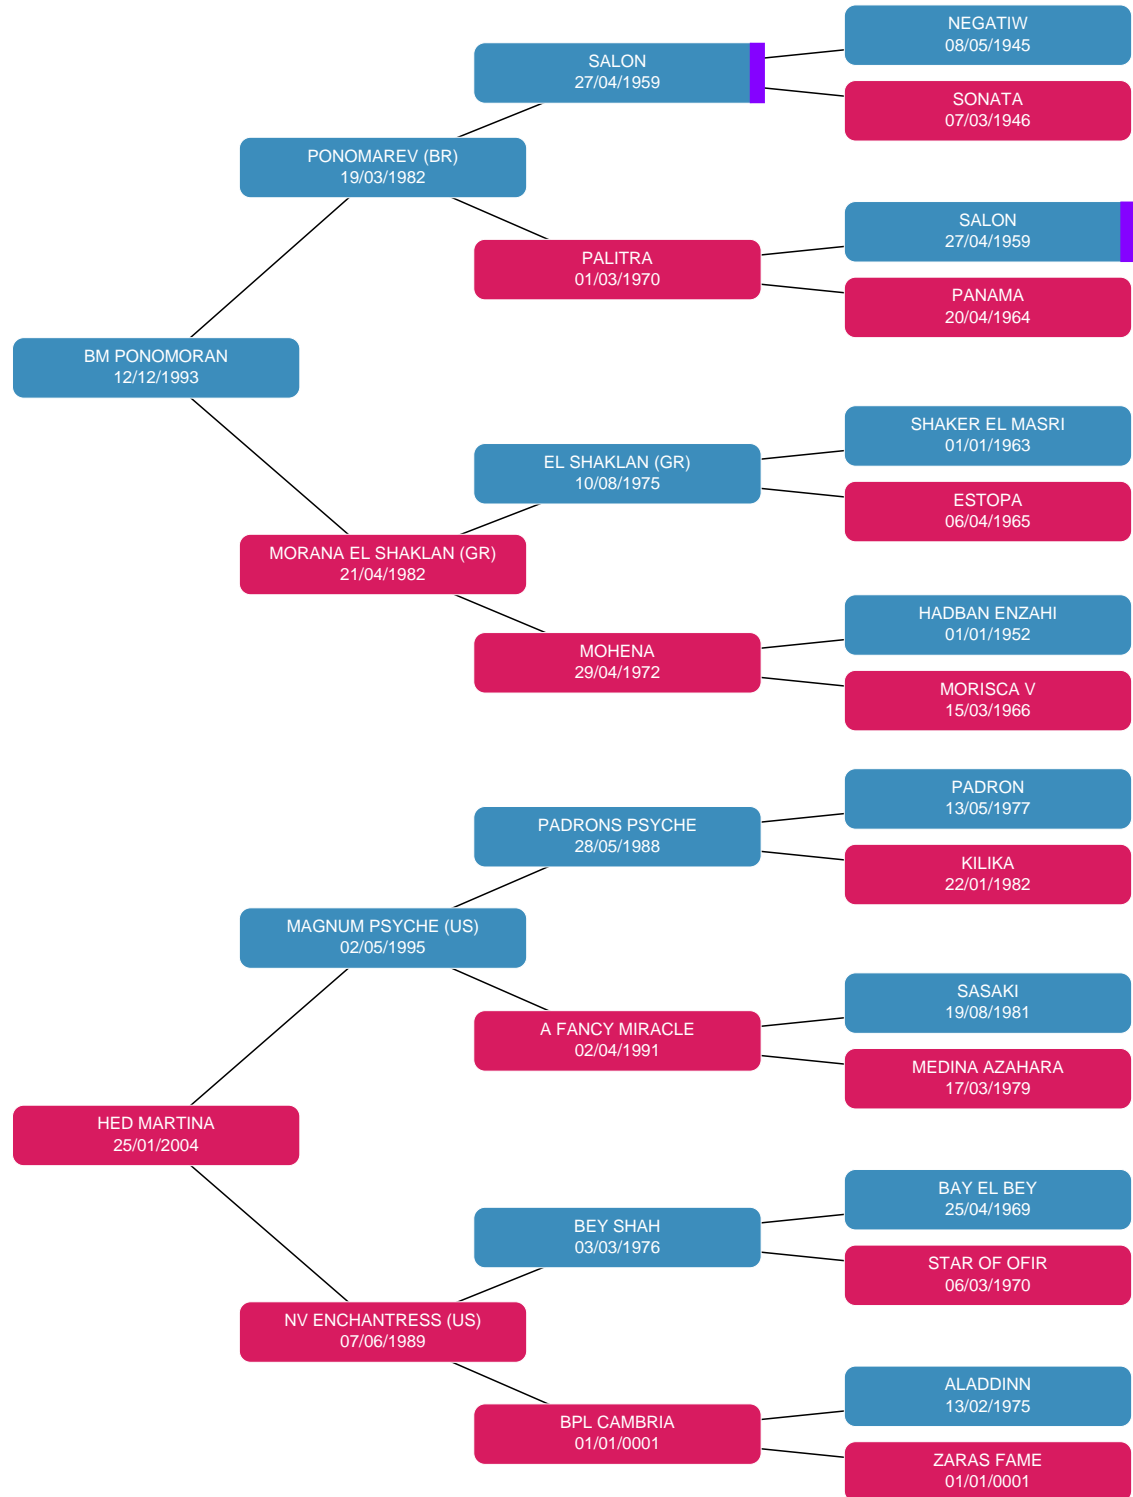 NEGATIW
08/05/1945
SALON
27/04/1959
SONATA
07/03/1946
PONOMAREV (BR)
19/03/1982
SALON
27/04/1959
PALITRA
01/03/1970
PANAMA
20/04/1964
BM PONOMORAN
12/12/1993
SHAKER EL MASRI
01/01/1963
EL SHAKLAN (GR)
10/08/1975
ESTOPA
06/04/1965
MORANA EL SHAKLAN (GR)
21/04/1982
HADBAN ENZAHI
01/01/1952
MOHENA
29/04/1972
MORISCA V
15/03/1966
PADRON
13/05/1977
PADRONS PSYCHE
28/05/1988
KILIKA
22/01/1982
MAGNUM PSYCHE (US)
02/05/1995
SASAKI
19/08/1981
A FANCY MIRACLE
02/04/1991
MEDINA AZAHARA
17/03/1979
HED MARTINA
25/01/2004
BAY EL BEY
25/04/1969
BEY SHAH
03/03/1976
STAR OF OFIR
06/03/1970
NV ENCHANTRESS (US)
07/06/1989
ALADDINN
13/02/1975
BPL CAMBRIA
01/01/0001
ZARAS FAME
01/01/0001